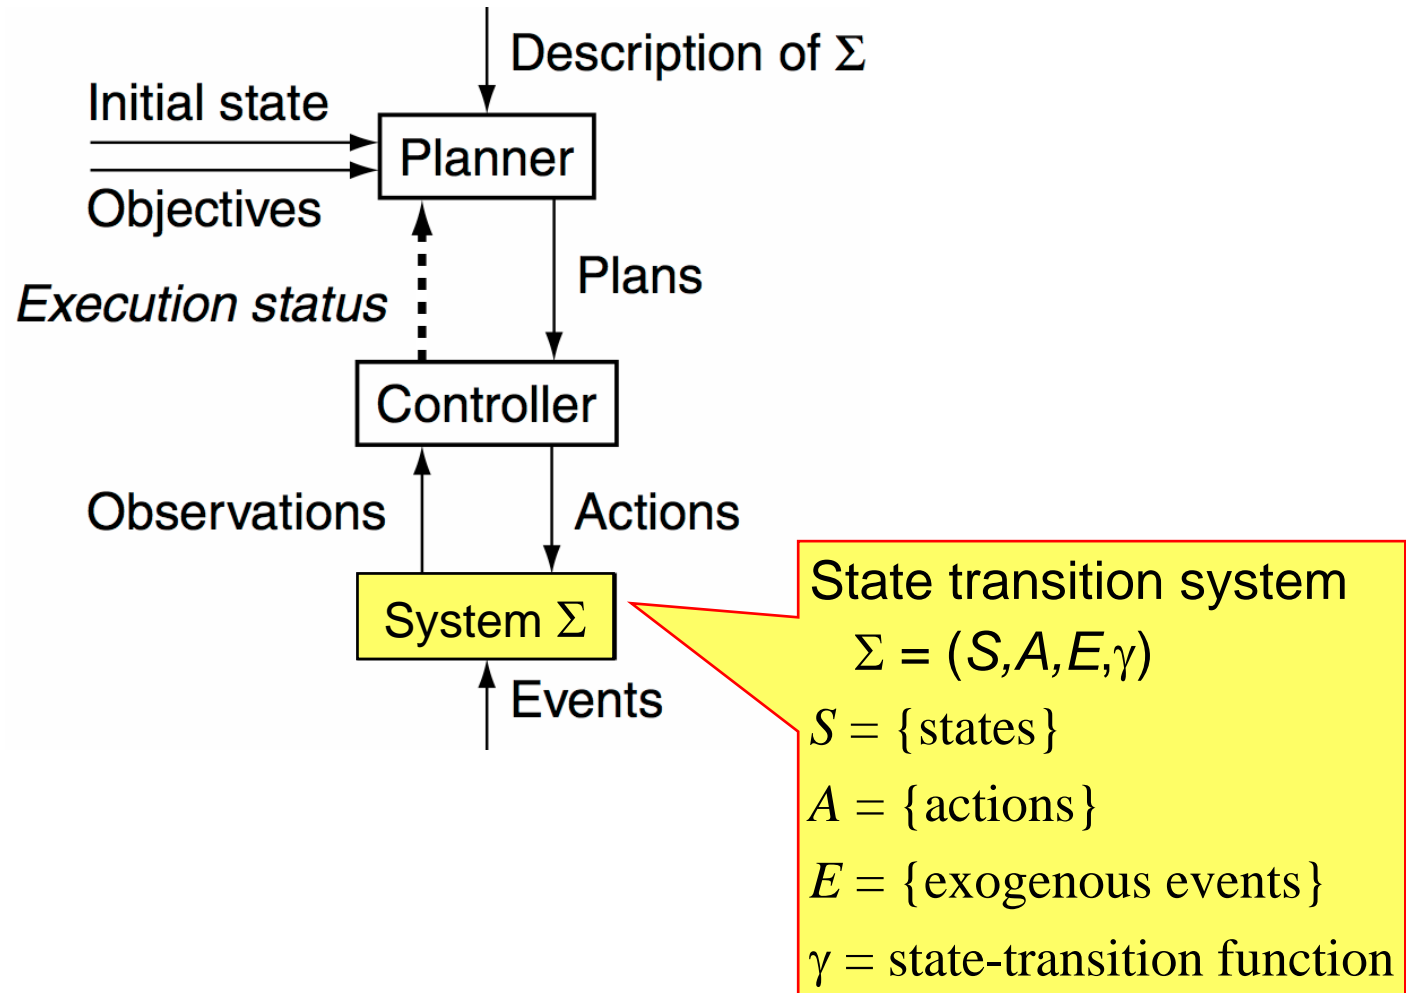 Description of Σ
Initial state
Planner
Objectives
Plans
Execution status
Controller
Observations
Actions
System Σ
Events
State transition system
Σ = (S,A,E,γ)
S = {states}
A = {actions}
E = {exogenous events}
γ = state-transition function